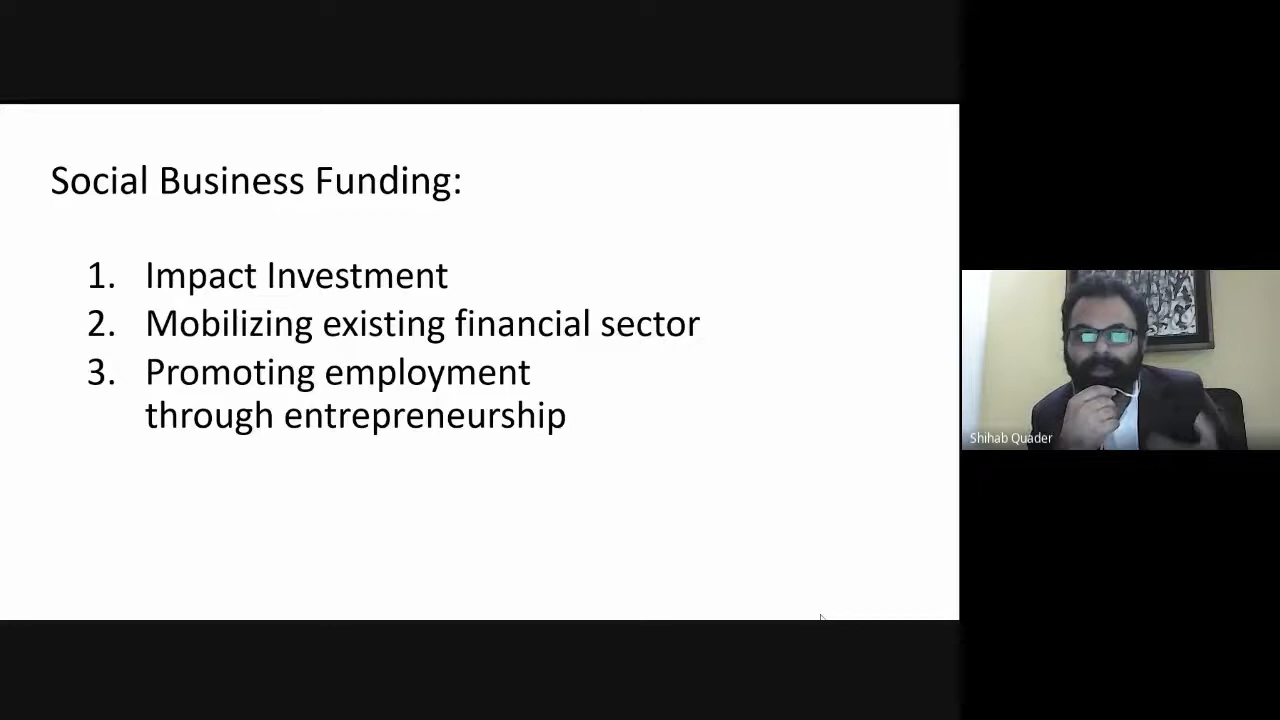 Social Business Funding:
1. Impact Investment
2. Mobilizing existing financial sector
3. Promoting employment
through entrepreneurship
Shihab Quader